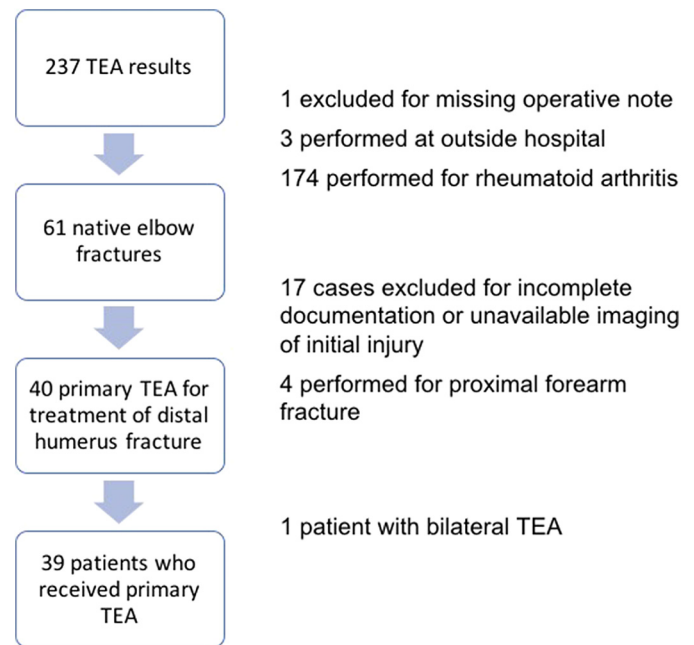 237 TEA results
1 excluded for missing operative note
3 performed at outside hospital
174 performed for rheumatoid arthritis
61 native elbow
fractures
17 cases excluded for incomplete
documentation or unavailable imaging
of initial injury
4 performed for proximal forearm
fracture
40 primary TEA for
treatment of distal
humerus fracture
1 patient with bilateral TEA
39 patients who
received primary
TEA